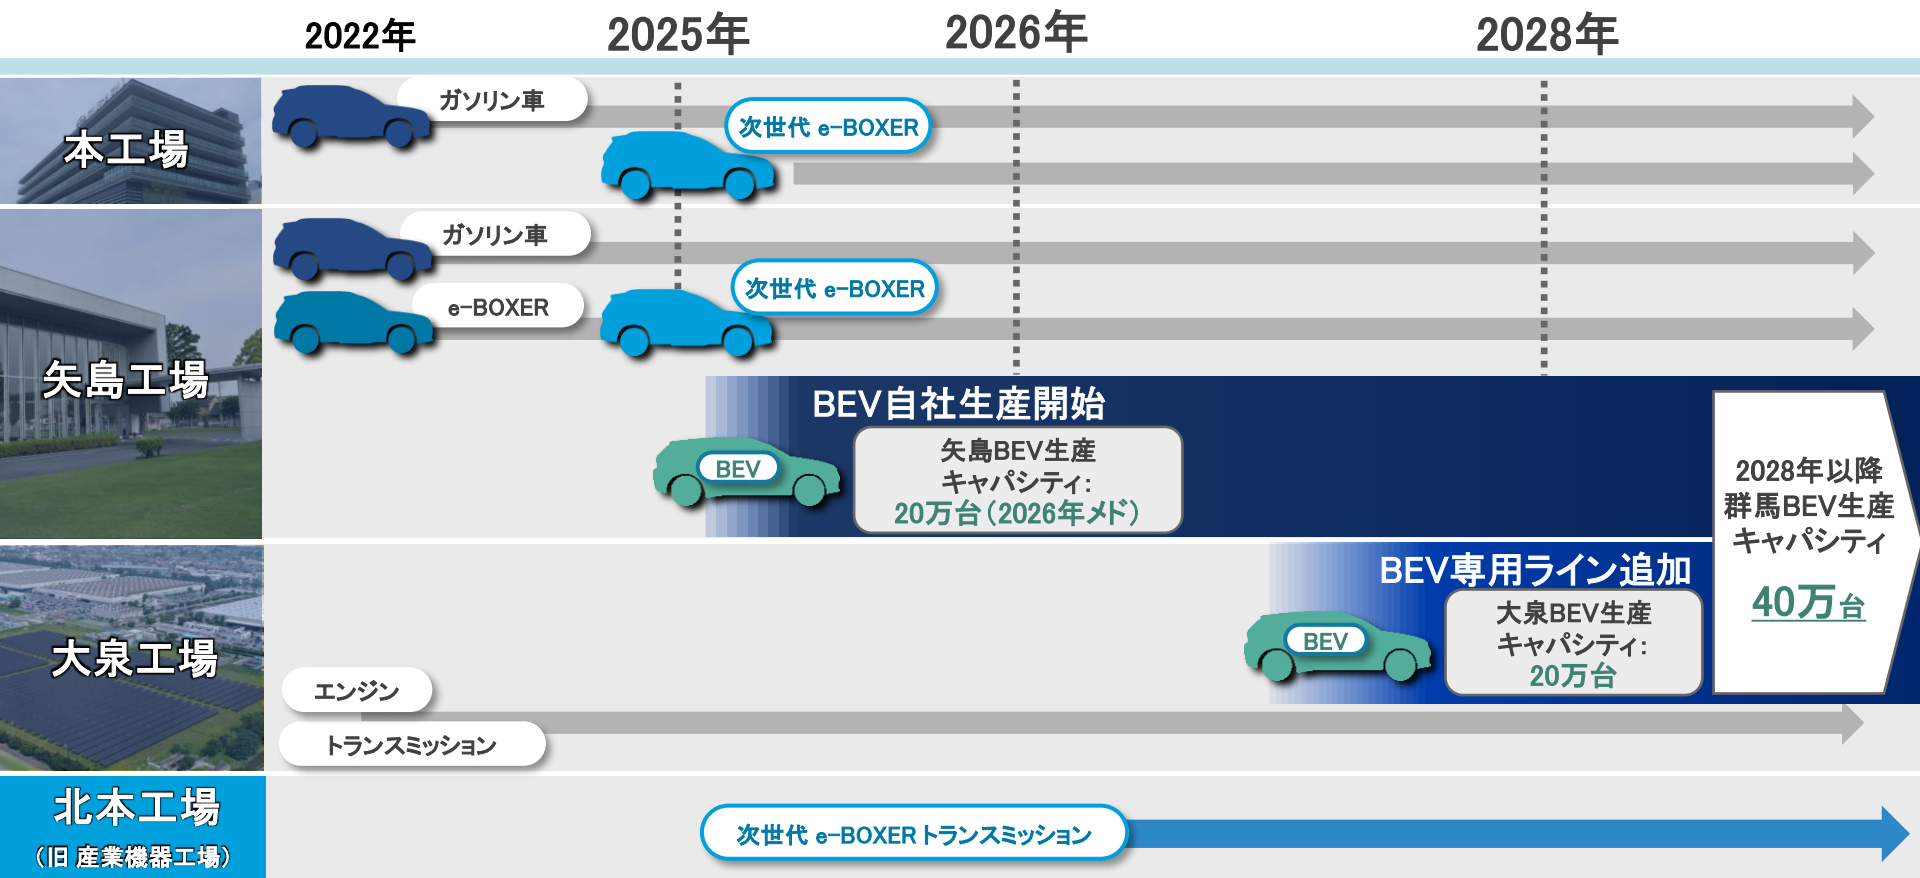 2022年
2025年
2026年
2028年
本工場
ガソリン車
次世代 e-BOXER
矢島工場
ガソリン車
e-BOXER
次世代 e-BOXER
BEV自社生産開始
BEV
矢島BEV生産
キャパシティ:
20万台（2026年メド）
2028年以降
群馬BEV生産
キャパシティ
40万台
大泉工場
BEV専用ライン追加
BEV
大泉BEV生産
キャパシティ:
20万台
エンジン
トランスミッション
北本工場
（旧 産業機器工場）
次世代 e-BOXER トランスミッション